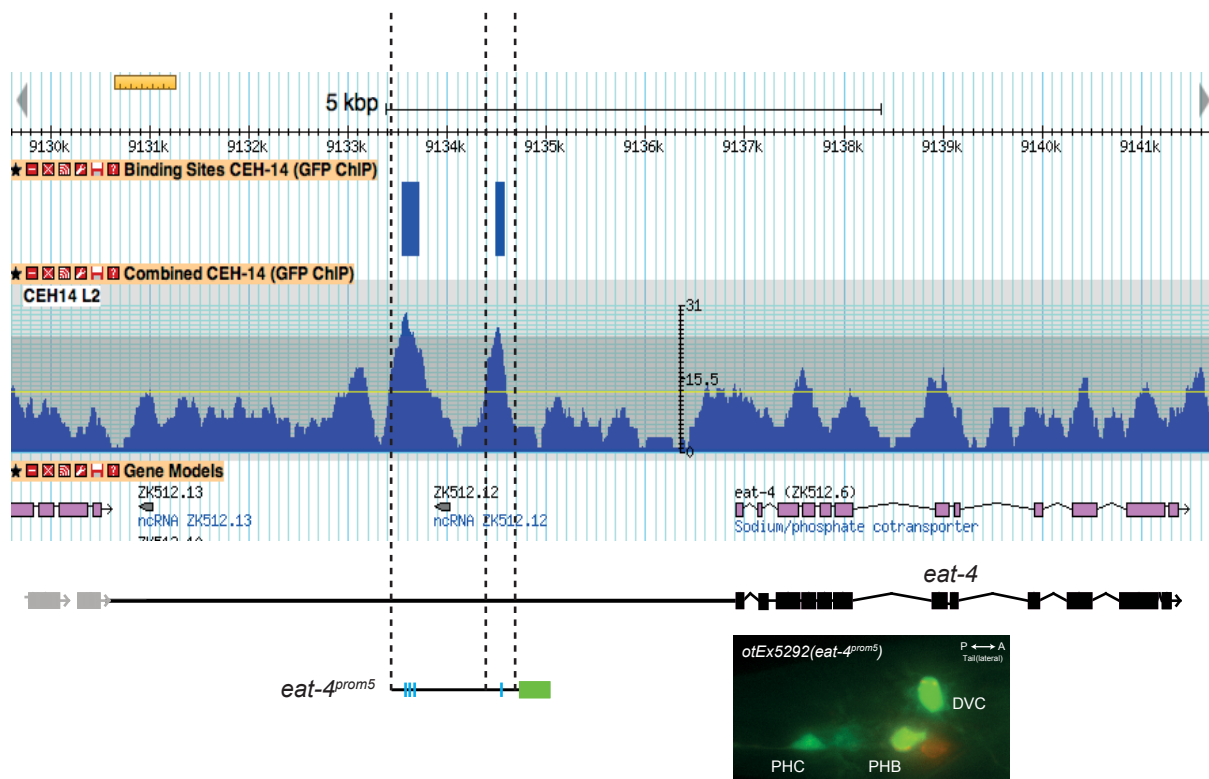 5 kbp
9130k 9131k 9132k 9133k 9134k 9135k 9136k 9137k 9138k 9139k 9140k 9141k
Binding Sites CEH-14 (GFP ChIP)
Combined CEH-14 (GFP ChIP)
CEH14 L2
31
15.5
0
Gene Models
ZK512.13 ZK512.12 eat-4 (ZK512.6)
ncRNA ZK512.13 ncRNA ZK512.12 Sodium/phosphate cotransporter
eat-4
otEx5292(eat-4prom5) P A
Tail(lateral)
eat-4prom5
DVC
PHC PHB